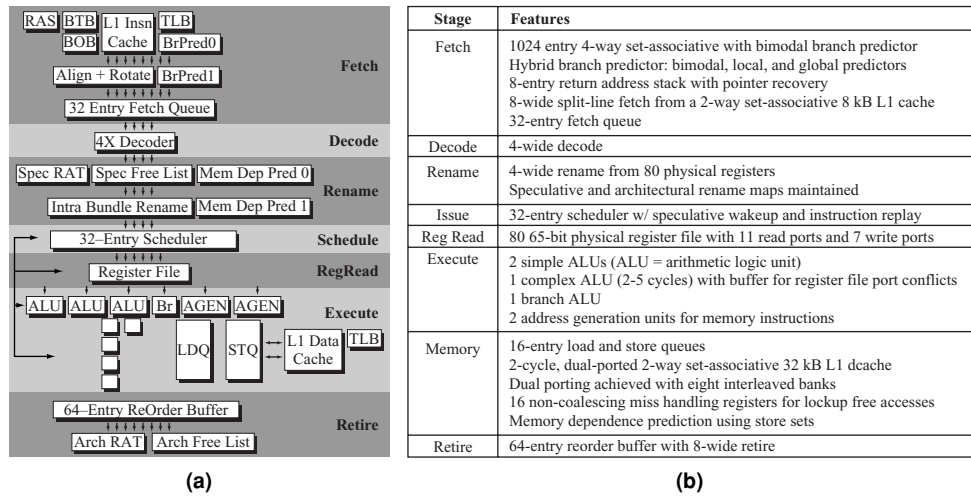 RAS BTB L1 Insn Cache TLB
BOB BrPred0
Fetch
Align + Rotate BrPred1
32 Entry Fetch Queue
Decode
4X Decoder
Spec RAT Spec Free List Mem Dep Pred 0
Rename
Intra Bundle Rename Mem Dep Pred 1
32–Entry Scheduler Schedule
Register File RegRead
ALU ALU ALU Br AGEN AGEN
Execute
LDQ STQ L1 Data Cache TLB
64–Entry ReOrder Buffer
Retire
Arch RAT Arch Free List
(a)
Stage Features
Fetch 1024 entry 4-way set-associative with bimodal branch predictor
Hybrid branch predictor: bimodal, local, and global predictors
8-entry return address stack with pointer recovery
8-wide split-line fetch from a 2-way set-associative 8 kB L1 cache
32-entry fetch queue
Decode 4-wide decode
Rename 4-wide rename from 80 physical registers
Speculative and architectural rename maps maintained
Issue 32-entry scheduler w/ speculative wakeup and instruction replay
Reg Read 80 65-bit physical register file with 11 read ports and 7 write ports
Execute 2 simple ALUs (ALU = arithmetic logic unit)
1 complex ALU (2-5 cycles) with buffer for register file port conflicts
1 branch ALU
2 address generation units for memory instructions
Memory 16-entry load and store queues
2-cycle, dual-ported 2-way set-associative 32 kB L1 dcache
Dual porting achieved with eight interleaved banks
16 non-coalescing miss handling registers for lockup free accesses
Memory dependence prediction using store sets
Retire 64-entry reorder buffer with 8-wide retire
(b)